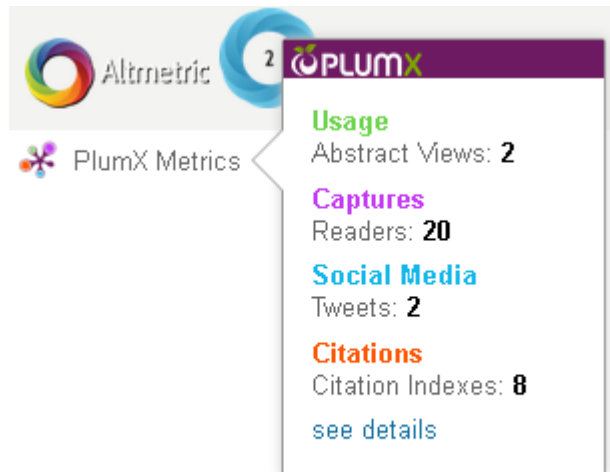 Altmetric
2
PLUMX
Usage
Abstract Views: 2
PlumX Metrics
Captures
Readers: 20
Social Media
Tweets: 2
Citations
Citation Indexes: 8
see details